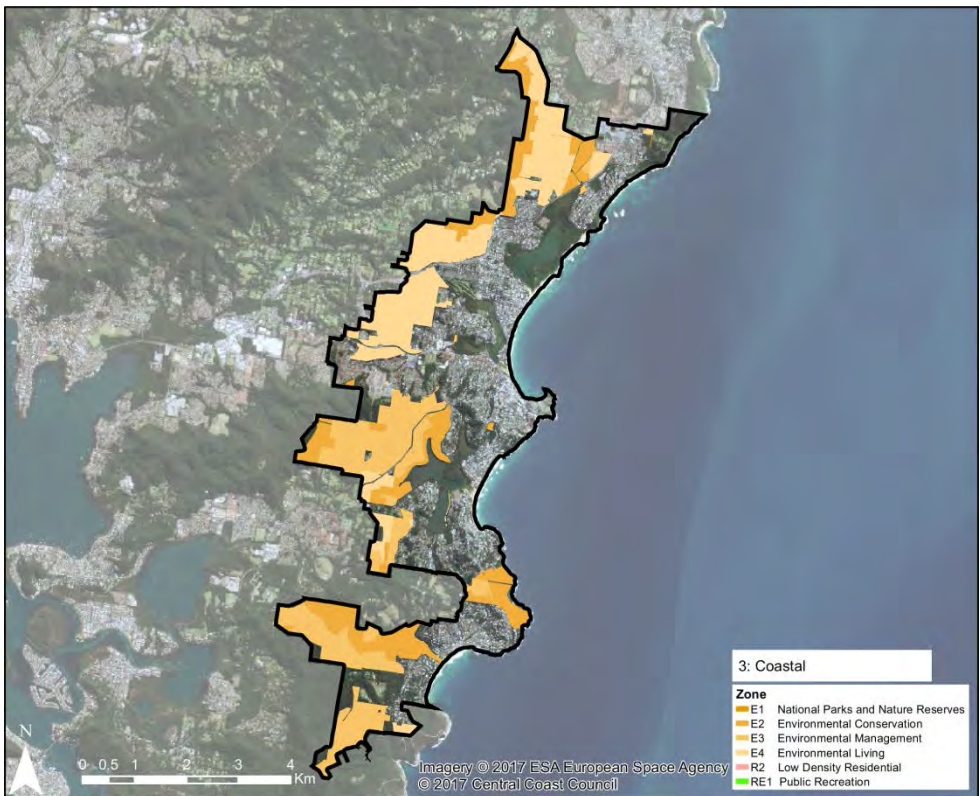 3: Coastal
Zone
E1 National Parks and Nature Reserves
E2 Environmental Conservation
E3 Environmental Management
E4 Environmental Living
R2 Low Density Residential
RE1 Public Recreation
N
0 0.5 1 2 3 4
Km
Imagery © 2017 ESA European Space Agency
© 2017 Central Coast Council